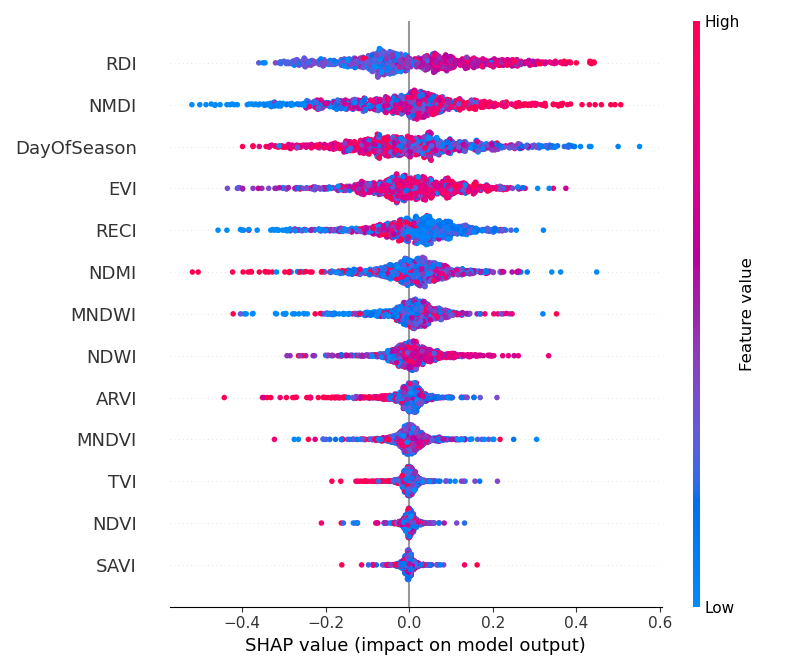 High
RDI
NMDI
DayOfSeason
EVI
RECI
NDMI
MNDWI
NDWI
ARVI
MNDVI
TVI
NDVI
SAVI
Feature value
Low
−0.4 −0.2 0.0 0.2 0.4 0.6
SHAP value (impact on model output)